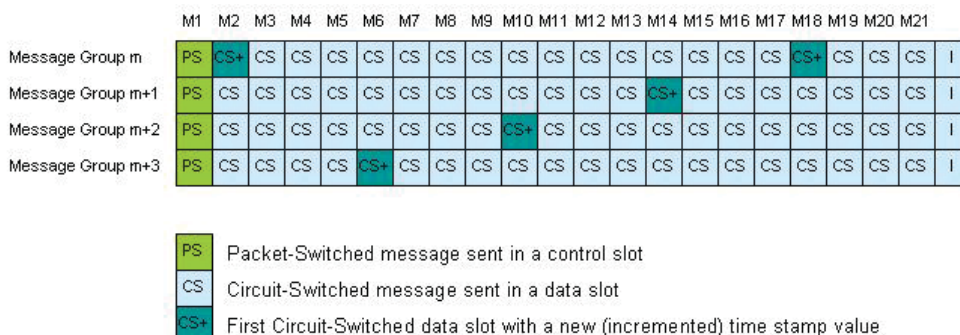 M1 M2 M3 M4 M5 M6 M7 M8 M9 M10 M11 M12 M13 M14 M15 M16 M17 M18 M19 M20 M21
Message Group m PS CS+ CS CS CS CS CS CS CS CS CS CS CS CS CS CS CS CS+ CS CS CS I
Message Group m+1 PS CS CS CS CS CS CS CS CS CS CS CS CS CS+ CS CS CS CS CS CS CS I
Message Group m+2 PS CS CS CS CS CS CS CS CS CS+ CS CS CS CS CS CS CS CS CS CS CS I
Message Group m+3 PS CS CS CS CS CS+ CS CS CS CS CS CS CS CS CS CS CS CS CS CS CS I
PS Packet-Switched message sent in a control slot
CS Circuit-Switched message sent in a data slot
CS+ First Circuit-Switched data slot with a new (incremented) time stamp value